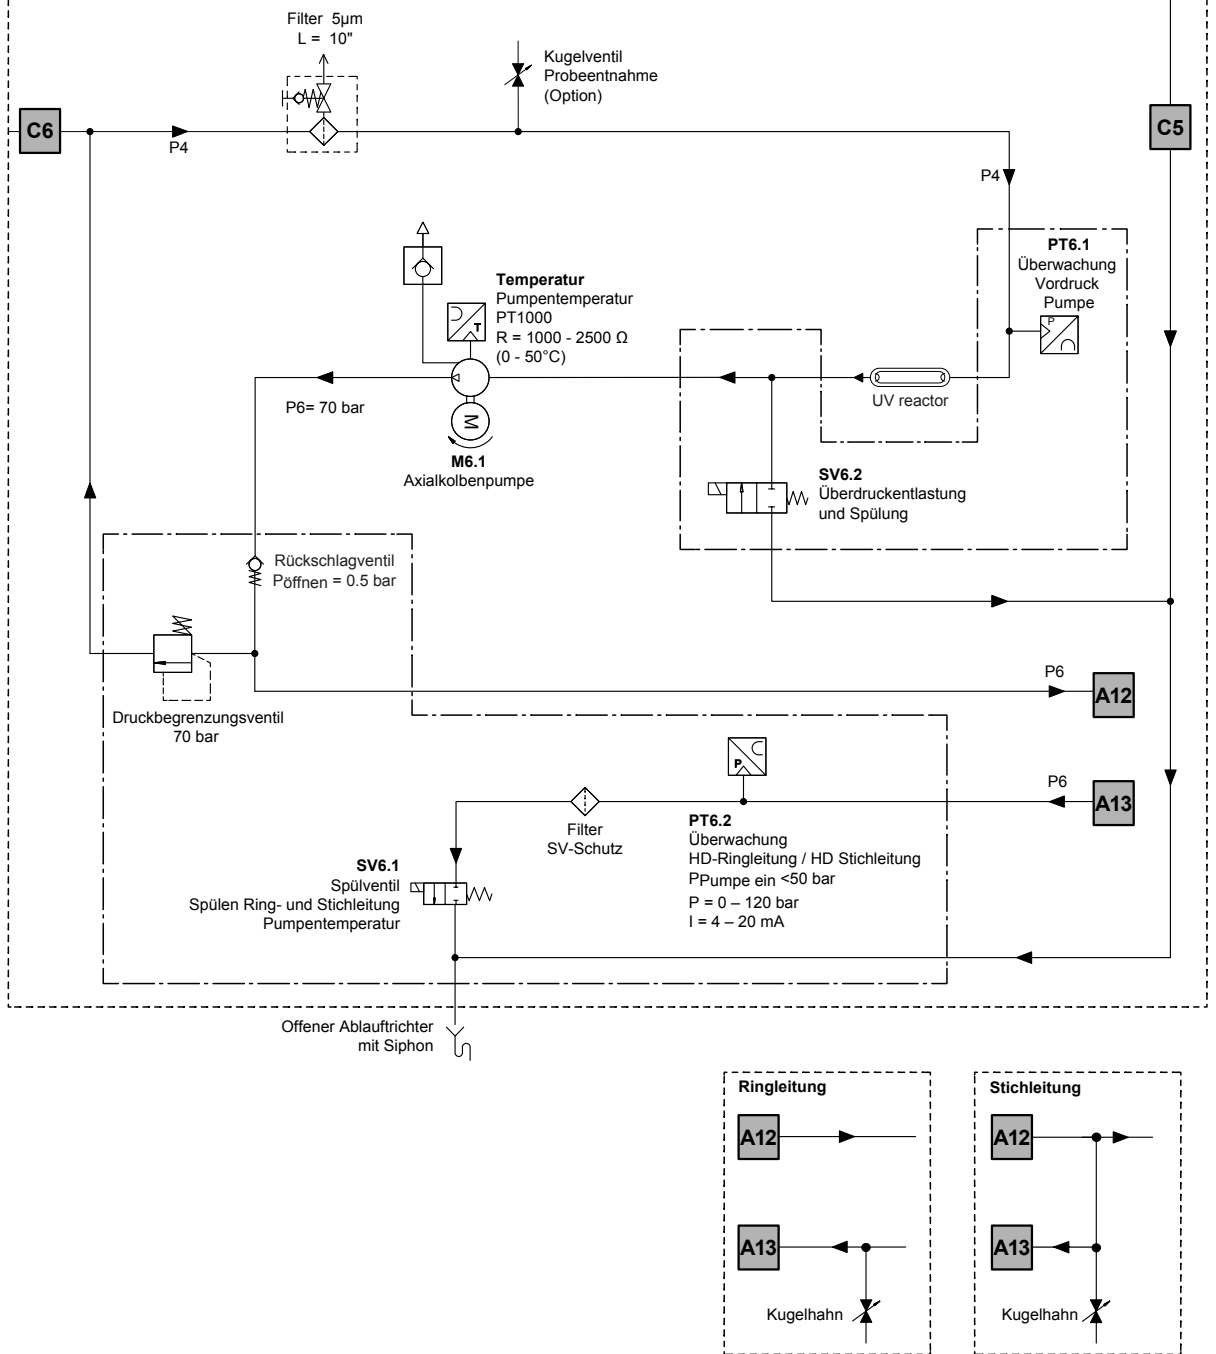 Filter 5µm
L = 10"
Kugelventil
Probeentnahme
(Option)
C6
C5
P4
P4
PT6.1
Überwachung
Vordruck
Pumpe
P
Temperatur
Pumpentemperatur
PT1000
R = 1000 - 2500 Ω
(0 - 50°C)
T
UV reactor
P6= 70 bar
M
M6.1
Axialkolbenpumpe
SV6.2
Überdruckentlastung
und Spülung
Rückschlagventil
Pöffnen = 0.5 bar
P6
A12
Druckbegrenzungsventil
70 bar
P
P6
A13
Filter
SV-Schutz
PT6.2
Überwachung
HD-Ringleitung / HD Stichleitung
PPumpe ein <50 bar
P = 0 – 120 bar
I = 4 – 20 mA
SV6.1
Spülventil
Spülen Ring- und Stichleitung
Pumpentemperatur
Offener Ablauftrichter
mit Siphon
Ringleitung
A12
A13
Kugelhahn
Stichleitung
A12
A13
Kugelhahn